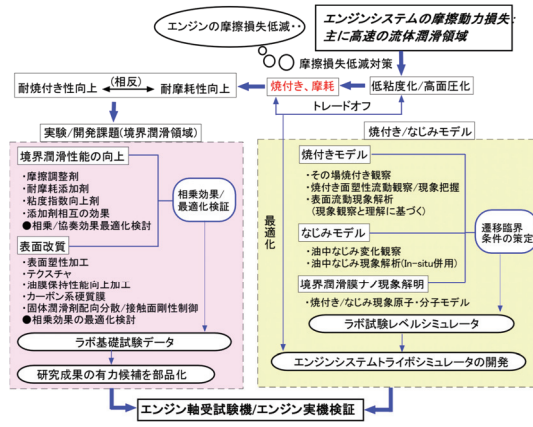 エンジンの摩擦損失低減‥
エンジンシステムの摩擦動力損失:
主に高速の流体潤滑領域
摩擦損失低減対策
耐焼付き性向上
(相反)
耐摩耗性向上
焼付き、摩耗
低粘度化/高面圧化
トレードオフ
実験/開発課題(境界潤滑領域)
境界潤滑性能の向上
・摩擦調整剤
・耐摩耗添加剤
・粘度指数向上剤
・添加剤相互の効果
●相乗/協奏効果最適化検討
相乗効果/
最適化検証
表面改質
・表面塑性加工
・テクスチャ
・油膜保持性能向上加工
・カーボン系硬質膜
・固体潤滑剤配向分散/接触面剛性制御
●相乗効果の最適化検討
ラボ基礎試験データ
研究成果の有力候補を部品化
最適化
焼付き/なじみモデル
焼付きモデル
・その場焼付き観察
・焼付き面塑性流動観察/現象把握
・表面流動現象解析
(現象観察と理解に基づく)
なじみモデル
・油中なじみ変化観察
・油中なじみ現象解析(In-situ併用)
遷移臨界
条件の策定
境界潤滑膜ナノ現象解明
・焼付き/なじみ現象原子・分子モデル
ラボ試験レベルシミュレータ
エンジンシステムトライボシミュレータの開発
エンジン軸受試験機/エンジン実機検証